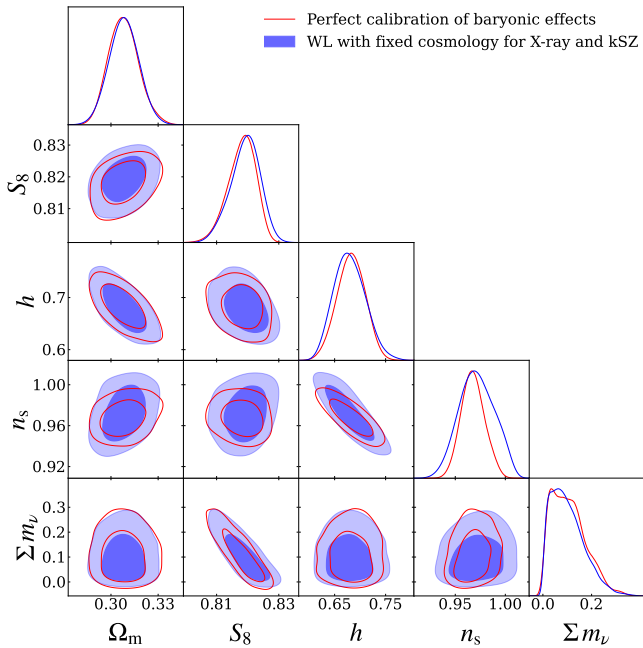 Perfect calibration of baryonic effects
WL with fixed cosmology for X-ray and kSZ
0.83
0.82
0.81
S₈
0.7
0.6
h
1.00
0.96
0.92
nₛ
0.3
0.2
0.1
0.0
Σmᵥ
0.30 0.33 0.81 0.83 0.65 0.75 0.95 1.00 0.0 0.2
Ωₘ S₈ h nₛ Σmᵥ